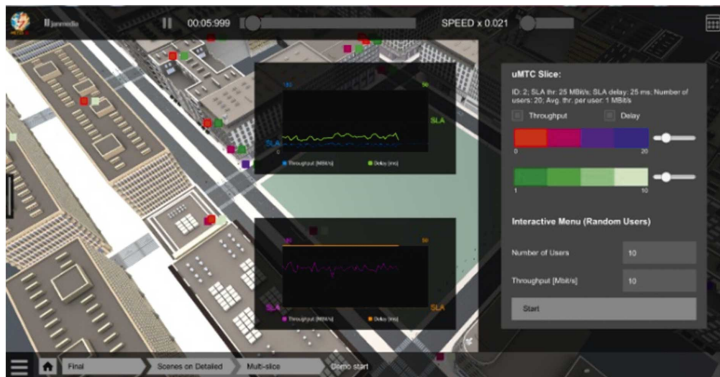 00:05:999
SPEED x 0.021
uMTC Slice:
ID: 2; SLA thr: 25 MBit/s; SLA delay: 25 ms; Number of
users: 20; Avg. thr. per user: 1 MBit/s
Throughput
Delay
0
20
1
10
Interactive Menu (Random Users)
Number of Users
10
Throughput [Mbit/s]
10
Start
SLA
SLA
0
Throughput [MBit/s]
Delay [ms]
SLA
SLA
Throughput [MBit/s]
Delay [ms]
Final
Scenes on Detailed
Multi-slice
Demo start